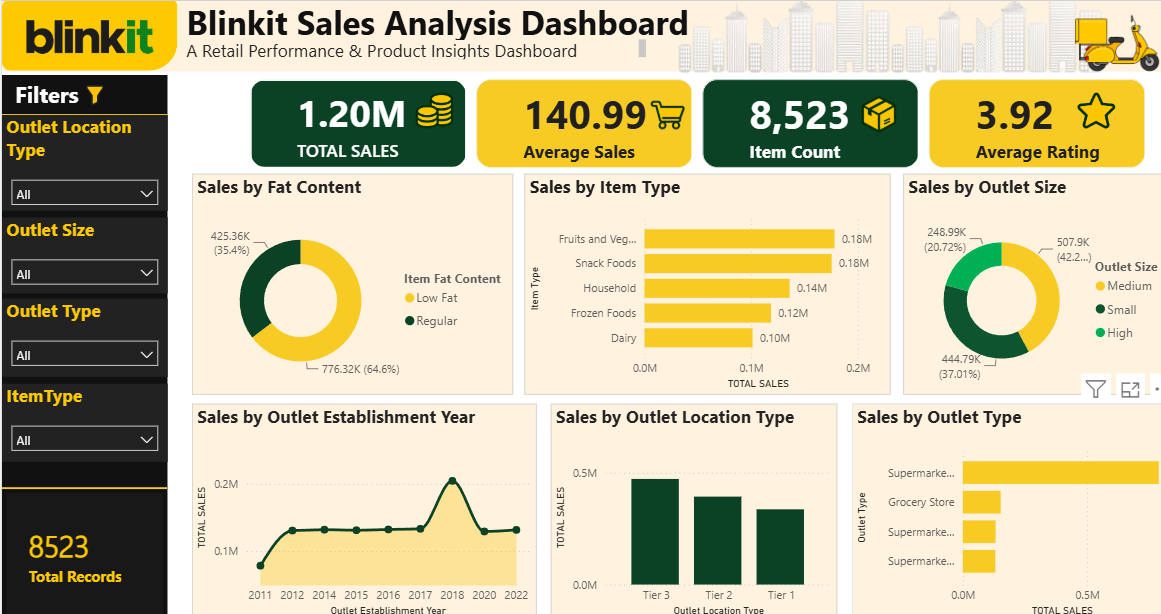 blinkit
Blinkit Sales Analysis Dashboard
A Retail Performance & Product Insights Dashboard
Filters
Outlet Location
Type
All
Outlet Size
All
Outlet Type
All
ItemType
All
8523
Total Records
1.20M
TOTAL SALES
140.99
Average Sales
8,523
Item Count
3.92
Average Rating
Sales by Fat Content
425.36K
(35.4%)
776.32K (64.6%)
Item Fat Content
Low Fat
Regular
Sales by Item Type
Item Type
Fruits and Veg...
0.18M
Snack Foods
0.18M
Household
0.14M
Frozen Foods
0.12M
Dairy
0.10M
0.0M
0.1M
0.2M
TOTAL SALES
Sales by Outlet Size
248.99K
(20.72%)
507.9K
(42.2...)
444.79K
(37.01%)
Outlet Size
Medium
Small
High
Sales by Outlet Establishment Year
TOTAL SALES
0.2M
0.1M
2011 2012 2014 2015 2016 2017 2018 2020 2022
Outlet Establishment Year
Sales by Outlet Location Type
TOTAL SALES
0.5M
0.0M
Tier 3 Tier 2 Tier 1
Outlet Location Type
Sales by Outlet Type
Outlet Type
Supermarke...
Grocery Store
Supermarke...
Supermarke...
0.0M
0.5M
TOTAL SALES